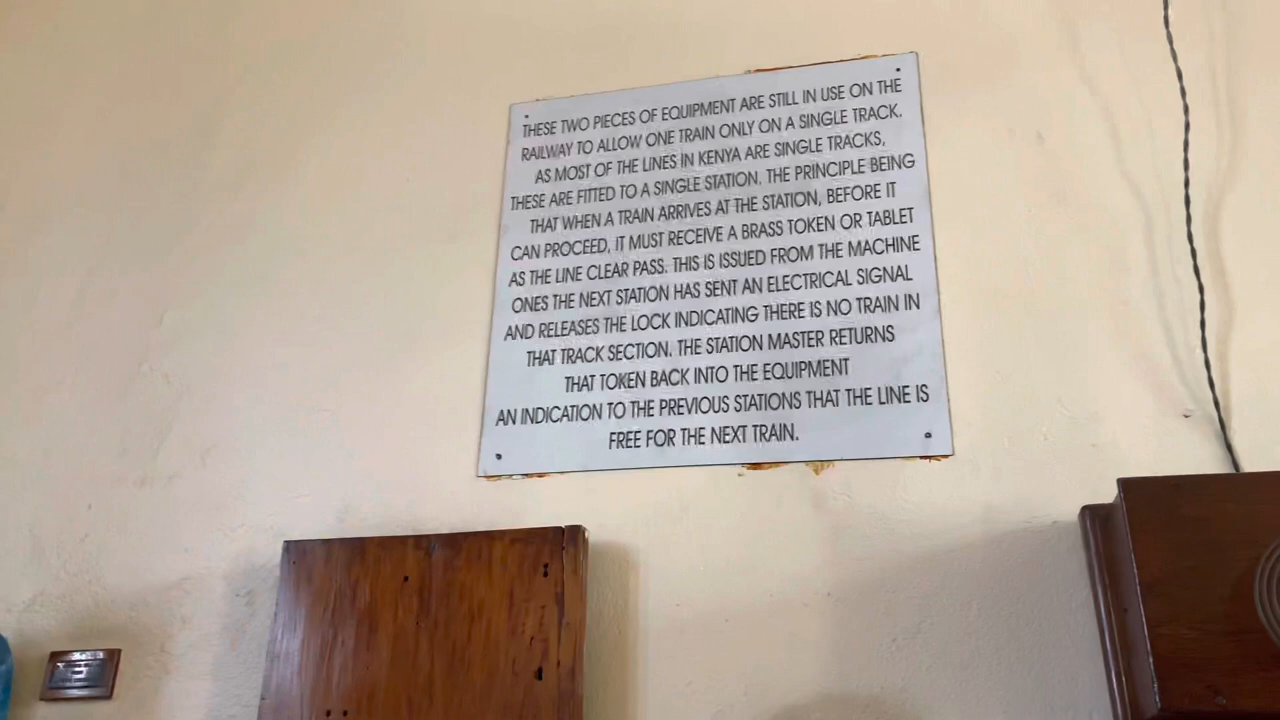 THESE TWO PIECES OF EQUIPMENT ARE STILL IN USE ON THE
RAILWAY TO ALLOW ONE TRAIN ONLY ON A SINGLE TRACK.
AS MOST OF THE LINES IN KENYA ARE SINGLE TRACKS,
THESE ARE FITTED TO A SINGLE STATION, THE PRINCIPLE BEING
THAT WHEN A TRAIN ARRIVES AT THE STATION, BEFORE IT
CAN PROCEED, IT MUST RECEIVE A BRASS TOKEN OR TABLET
AS THE LINE CLEAR PASS. THIS IS ISSUED FROM THE MACHINE
ONES THE NEXT STATION HAS SENT AN ELECTRICAL SIGNAL
AND RELEASES THE LOCK INDICATING THERE IS NO TRAIN IN
THAT TRACK SECTION. THE STATION MASTER RETURNS
THAT TOKEN BACK INTO THE EQUIPMENT
AN INDICATION TO THE PREVIOUS STATIONS THAT THE LINE IS
FREE FOR THE NEXT TRAIN.